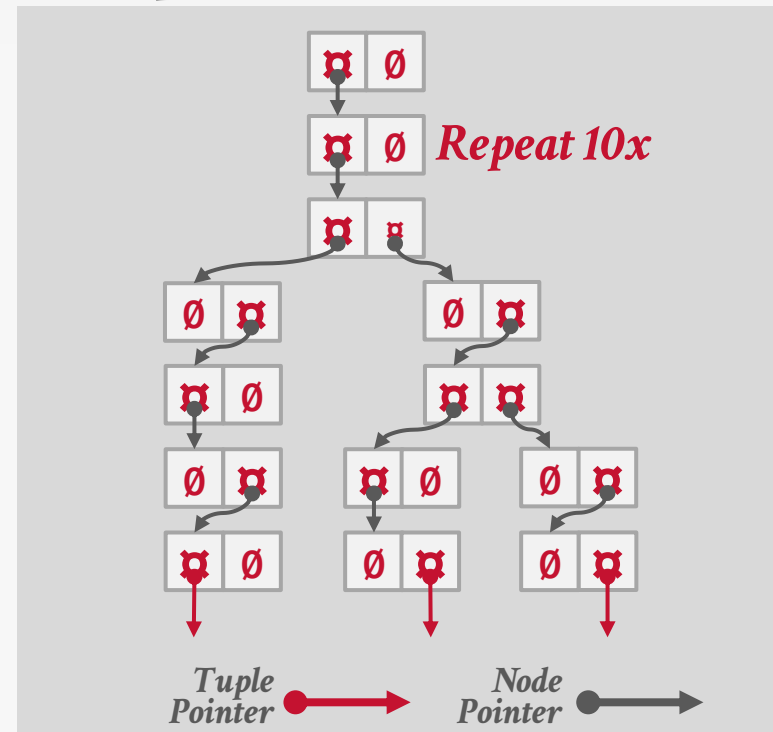 ¤ Ø
¤ Ø Repeat 10x
¤ ¤
Ø ¤ Ø ¤
¤ Ø ¤ ¤
Ø ¤ ¤ Ø Ø ¤
¤ Ø Ø ¤ Ø ¤
Tuple
Pointer
Node
Pointer